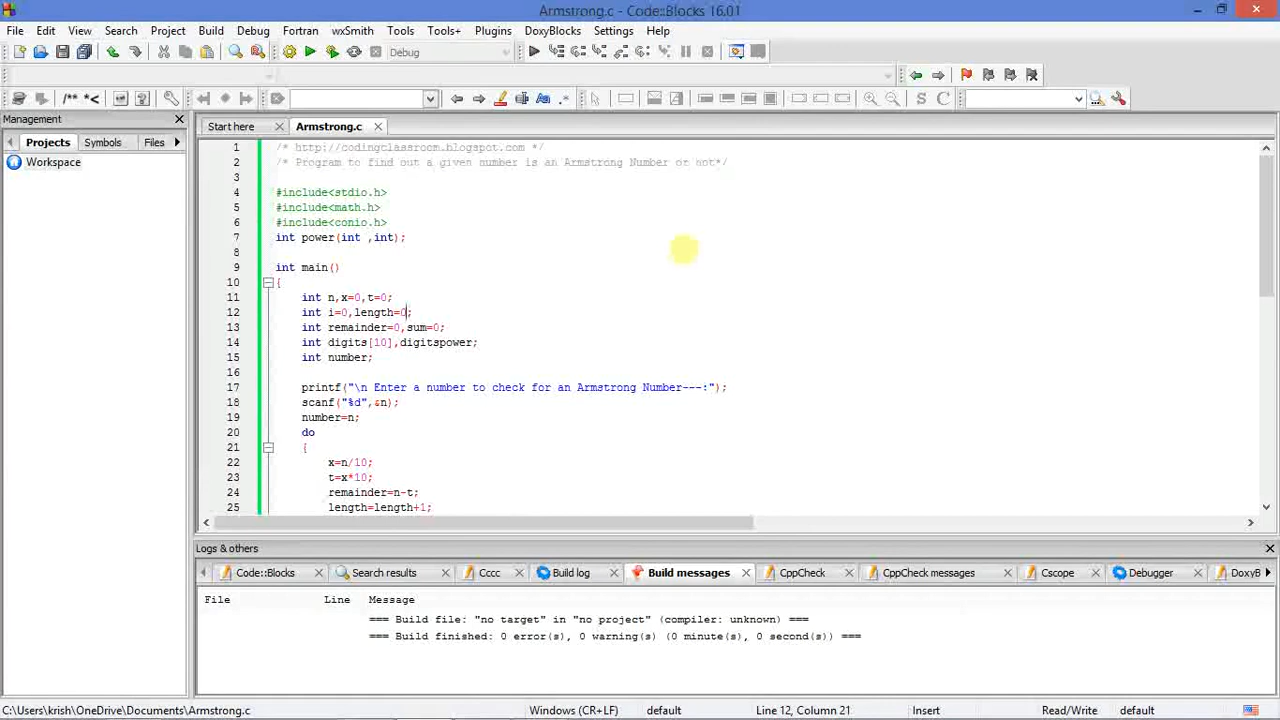 Armstrong.c - Code::Blocks 16.01
File Edit View Search Project Build Debug Fortran wxSmith Tools Tools+ Plugins DoxyBlocks Settings Help
Debug
/** *< .* S C
Management
Start here Armstrong.c
Projects Symbols Files
Workspace
1 /* http://codingclassroom.blogspot.com */
2 /* Program to find out a given number is an Armstrong Number or not*/
3
4 #include<stdio.h>
5 #include<math.h>
6 #include<conio.h>
7 int power(int ,int);
8
9 int main()
10 {
11 int n,x=0,t=0;
12 int i=0,length=0;
13 int remainder=0,sum=0;
14 int digits[10],digitspower;
15 int number;
16
17 printf("\n Enter a number to check for an Armstrong Number---:");
18 scanf("%d",&n);
19 number=n;
20 do
21 {
22 x=n/10;
23 t=x*10;
24 remainder=n-t;
25 length=length+1;
Logs & others
Code::Blocks Search results Cccc Build log Build messages CppCheck CppCheck messages Cscope Debugger DoxyB
File Line Message
=== Build file: "no target" in "no project" (compiler: unknown) ===
=== Build finished: 0 error(s), 0 warning(s) (0 minute(s), 0 second(s)) ===
C:\Users\krish\OneDrive\Documents\Armstrong.c Windows (CR+LF) default Line 12, Column 21 Insert Read/Write default